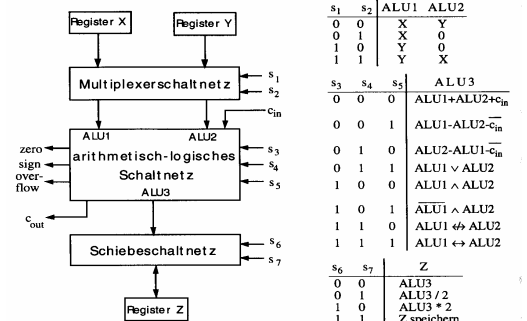 Register X
Register Y
Multiplexerschaltnetz
s1
s2
cin
ALU1 ALU2
arithmetisch-logisches
Schaltnetz
ALU3
zero
sign
over-
flow
cout
s3
s4
s5
Schiebeschaltnetz
s6
s7
Register Z
s1 s2 ALU1 ALU2
0 0 X Y
0 1 X 0
1 0 Y 0
1 1 Y X
s3 s4 s5 ALU3
0 0 0 ALU1+ALU2+cin
0 0 1 ALU1-ALU2-c̅i̅n̅
0 1 0 ALU2-ALU1-c̅i̅n̅
0 1 1 ALU1 ∨ ALU2
1 0 0 ALU1 ∧ ALU2
1 0 1 A̅L̅U̅1̅ ∧ ALU2
1 1 0 ALU1 ↮ ALU2
1 1 1 ALU1 ↔ ALU2
s6 s7 Z
0 0 ALU3
0 1 ALU3 / 2
1 0 ALU3 * 2
1 1 Z speichern